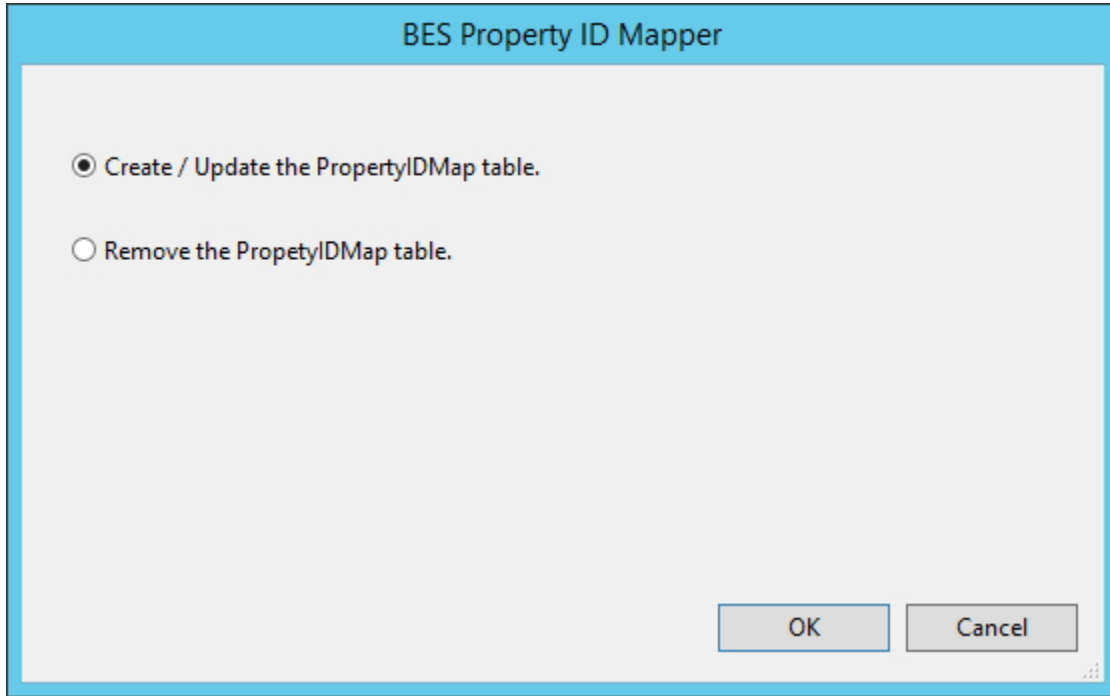 BES Property ID Mapper
Create / Update the PropertyIDMap table.
Remove the PropetyIDMap table.
OK
Cancel